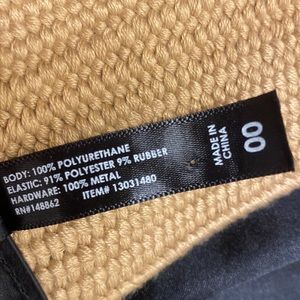 BODY: 100% POLYURETHANE
ELASTIC: 91% POLYESTER 9% RUBBER
HARDWARE: 100% METAL
RN#148862
ITEM# 13031480
MADE IN
CHINA
00